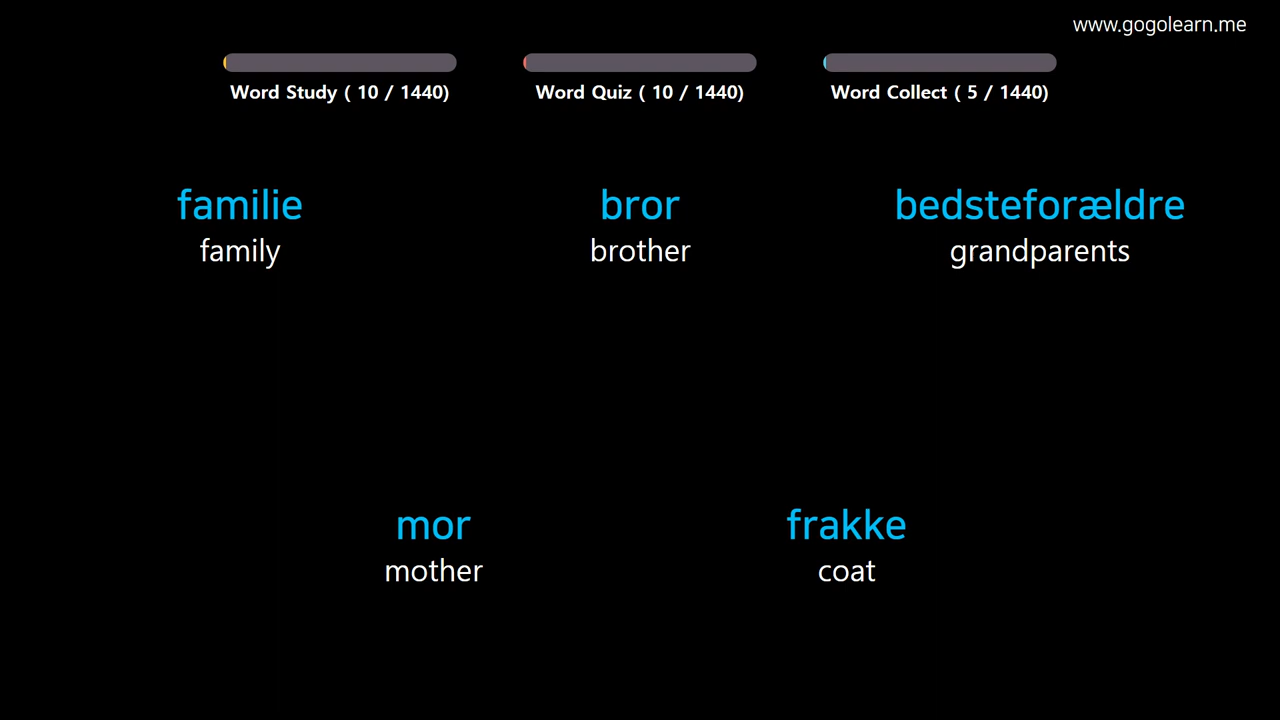 www.gogolearn.me
Word Study ( 10 / 1440)
Word Quiz ( 10 / 1440)
Word Collect ( 5 / 1440)
familie
family
bror
brother
bedsteforældre
grandparents
mor
mother
frakke
coat